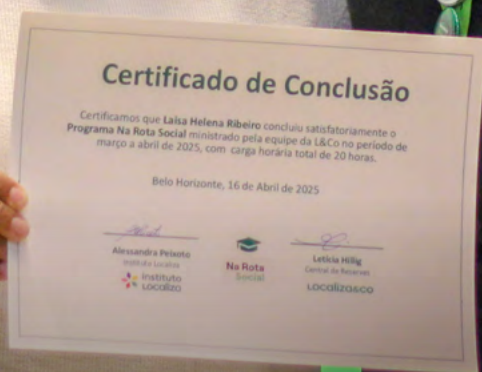 Certificado de Conclusão
Certificamos que Laisa Helena Ribeiro concluiu satisfatoriamente o
Programa Na Rota Social ministrado pela equipe da L&Co no período de
março a abril de 2025, com carga horária total de 20 horas.
Belo Horizonte, 16 de Abril de 2025
Alessandra Peixoto
Instituto Localiza
Instituto
Localiza
Na Rota
Social
Letícia Hillig
Central de Reservas
Localiza&co